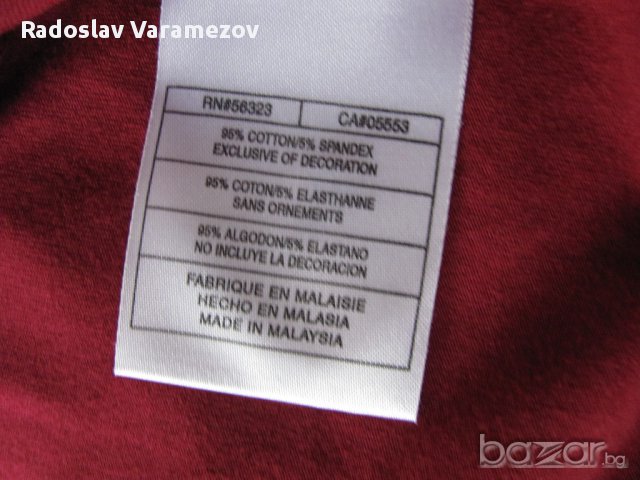 Radoslav Varamezov
RN#56323 CA#05553
95% COTTON/5% SPANDEX
EXCLUSIVE OF DECORATION
95% COTON/5% ELASTHANNE
SANS ORNEMENTS
95% ALGODON/5% ELASTANO
NO INCLUYE LA DECORACION
FABRIQUE EN MALAISIE
HECHO EN MALASIA
MADE IN MALAYSIA
bazar.bg